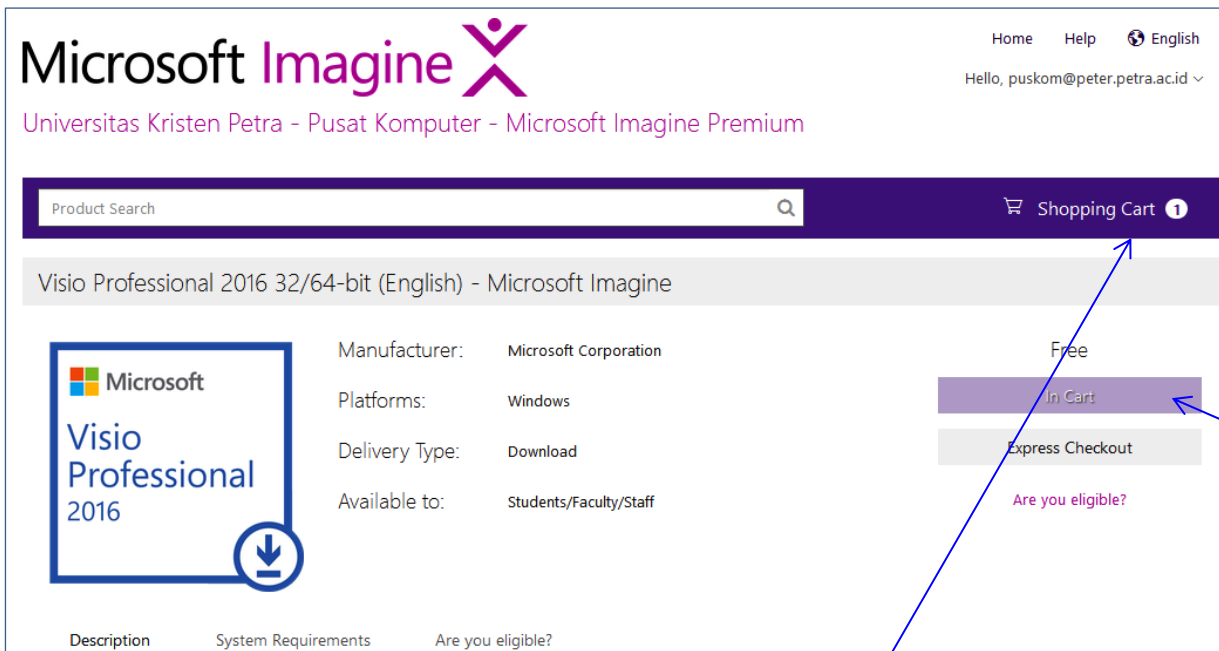 Microsoft Imagine
Home Help English
Hello, puskom@peter.petra.ac.id
Universitas Kristen Petra - Pusat Komputer - Microsoft Imagine Premium
Product Search
Shopping Cart 1
Visio Professional 2016 32/64-bit (English) - Microsoft Imagine
Microsoft
Visio
Professional
2016
Manufacturer: Microsoft Corporation
Platforms: Windows
Delivery Type: Download
Available to: Students/Faculty/Staff
Free
In Cart
Express Checkout
Are you eligible?
Description System Requirements Are you eligible?